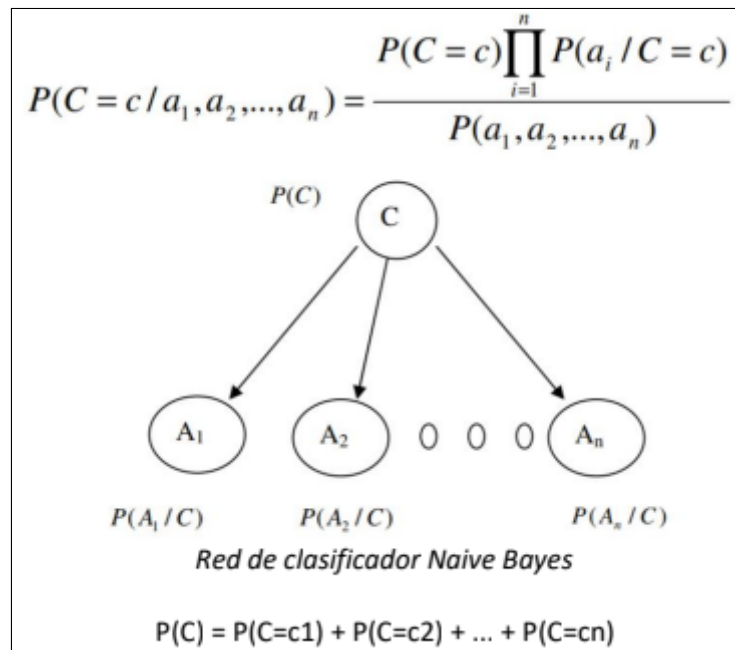 P(C = c / a₁, a₂, ..., aₙ) = P(C = c) ∏ᵢ₌₁ⁿ P(aᵢ / C = c) / P(a₁, a₂, ..., aₙ)
P(C)
C
A₁ A₂ 0 0 0 Aₙ
P(A₁/C) P(A₂/C) P(Aₙ/C)
Red de clasificador Naive Bayes
P(C) = P(C=c1) + P(C=c2) + ... + P(C=cn)